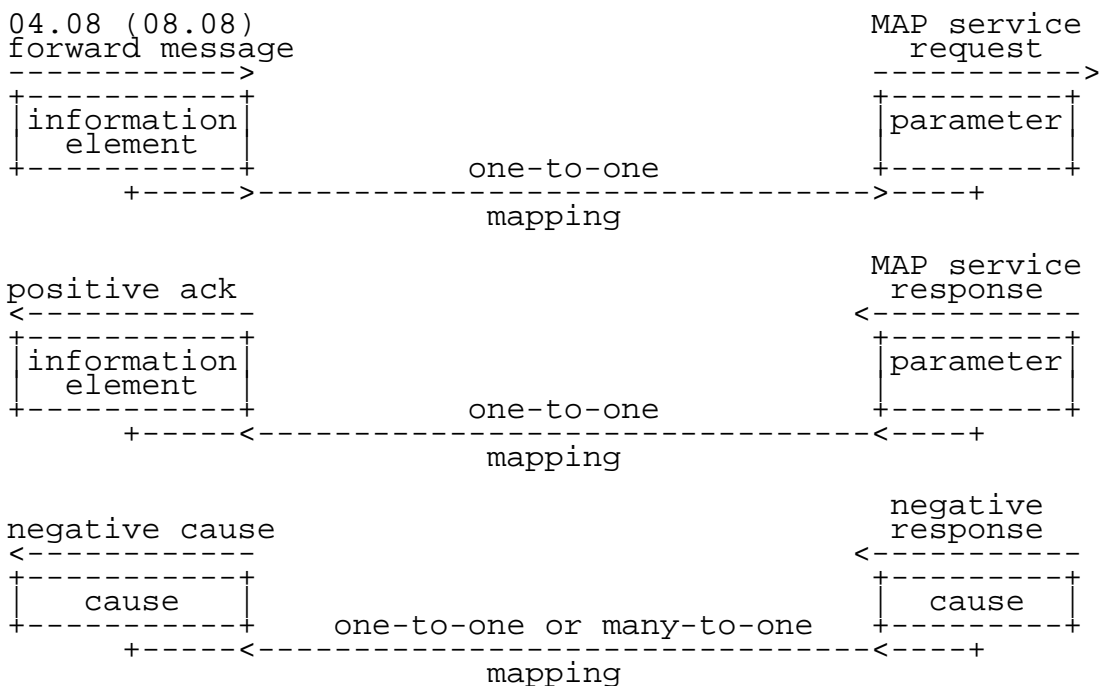 04.08 (08.08) MAP service
forward message request
information parameter
element
one-to-one
mapping
MAP service
positive ack response
information parameter
element
one-to-one
mapping
negative
negative cause response
cause cause
one-to-one or many-to-one
mapping